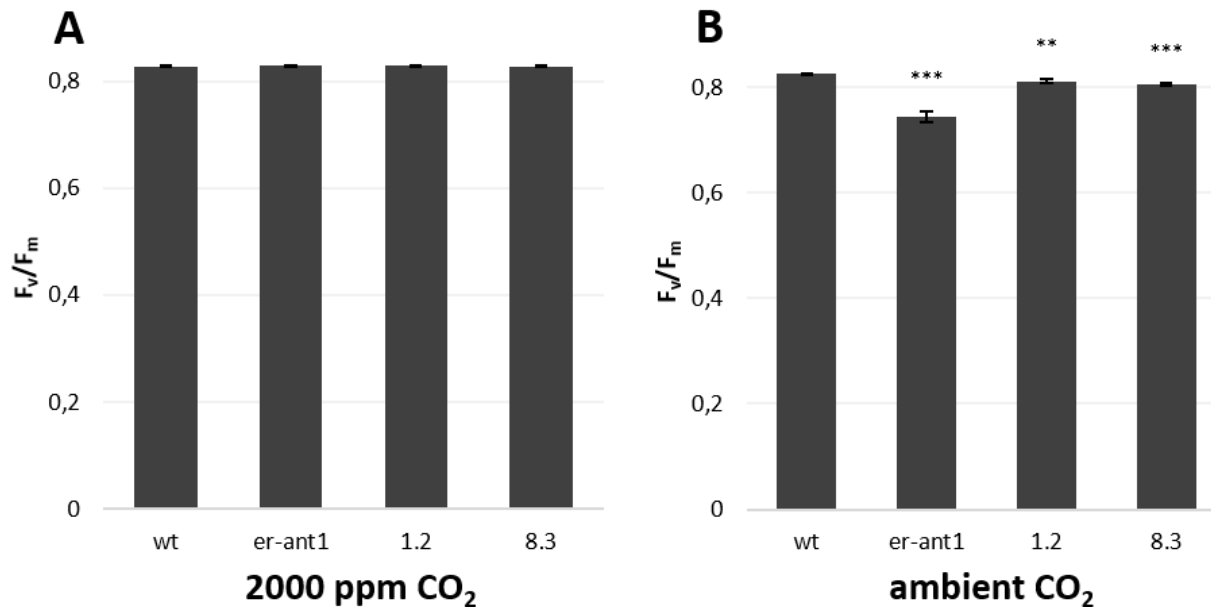 A
0,8
0,6
0,4
0,2
0
Fv/Fm
wt er-ant1 1.2 8.3
2000 ppm CO2
B
*** ** ***
0,8
0,6
0,4
0,2
0
Fv/Fm
wt er-ant1 1.2 8.3
ambient CO2